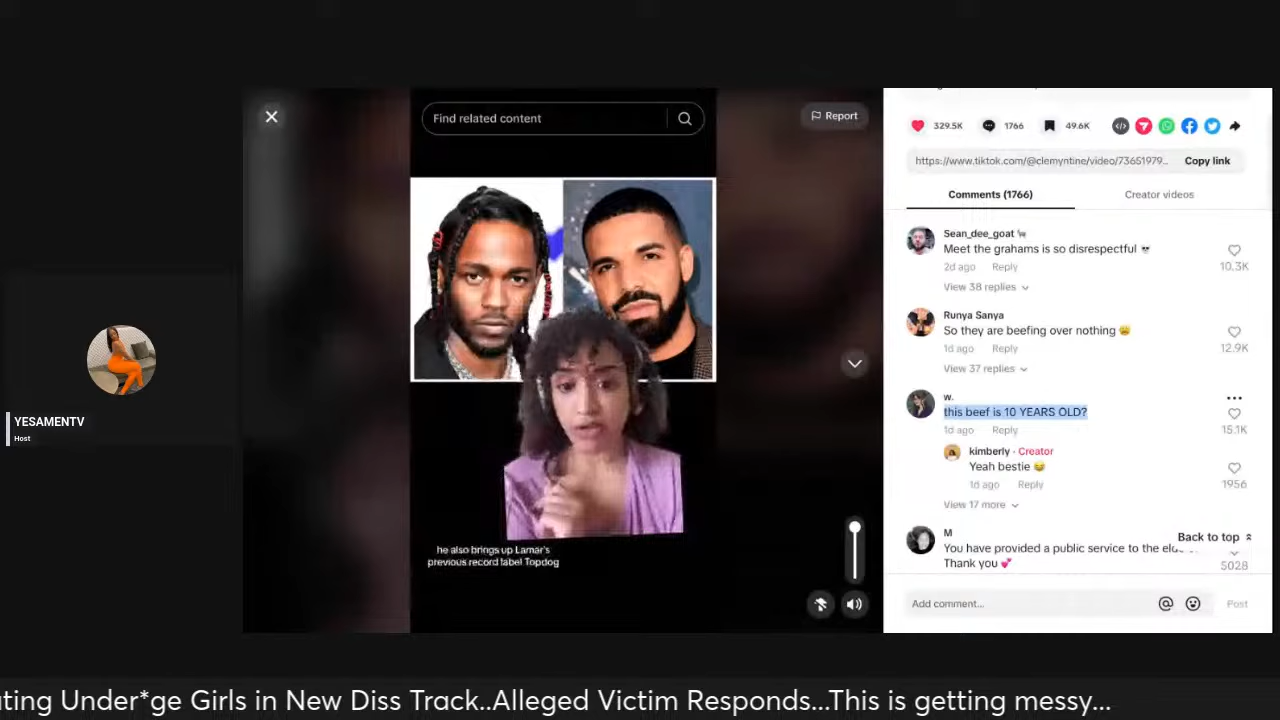 Find related content
Report
329.5K
1766
49.6K
https://www.tiktok.com/@clemyntine/video/73651979...
Copy link
Comments (1766)
Creator videos
Sean_dee_goat
Meet the grahams is so disrespectful
2d ago Reply
10.3K
View 38 replies
Runya Sanya
So they are beefing over nothing
1d ago Reply
12.9K
View 37 replies
w.
this beef is 10 YEARS OLD?
1d ago Reply
15.1K
kimberly · Creator
Yeah bestie
1d ago Reply
1956
View 17 more
M
Back to top
You have provided a public service to the
Thank you
5028
Add comment...
Post
he also brings up Lamar's
previous record label Topdog
YESAMENTV
Host
ting Under*ge Girls in New Diss Track..Alleged Victim Responds...This is getting messy...